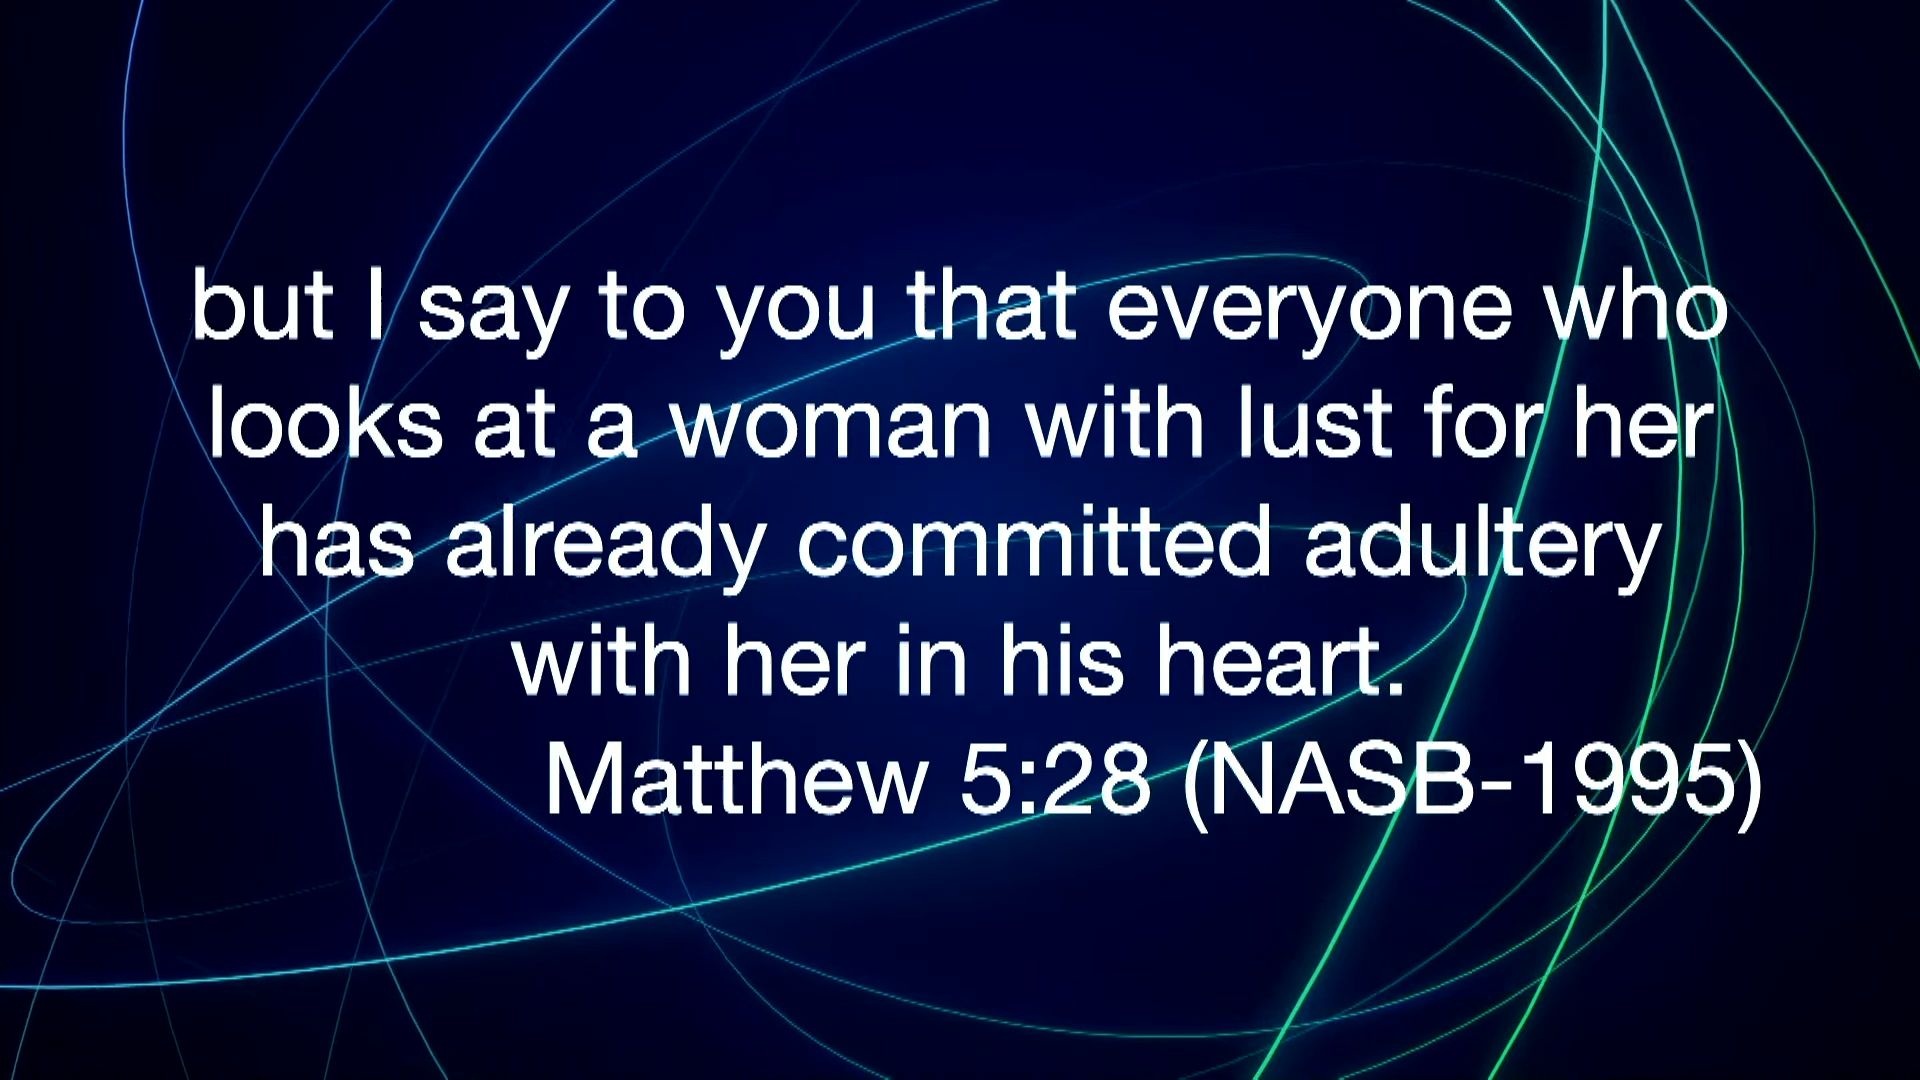 but I say to you that everyone who
looks at a woman with lust for her
has already committed adultery
with her in his heart.
Matthew 5:28 (NASB-1995)